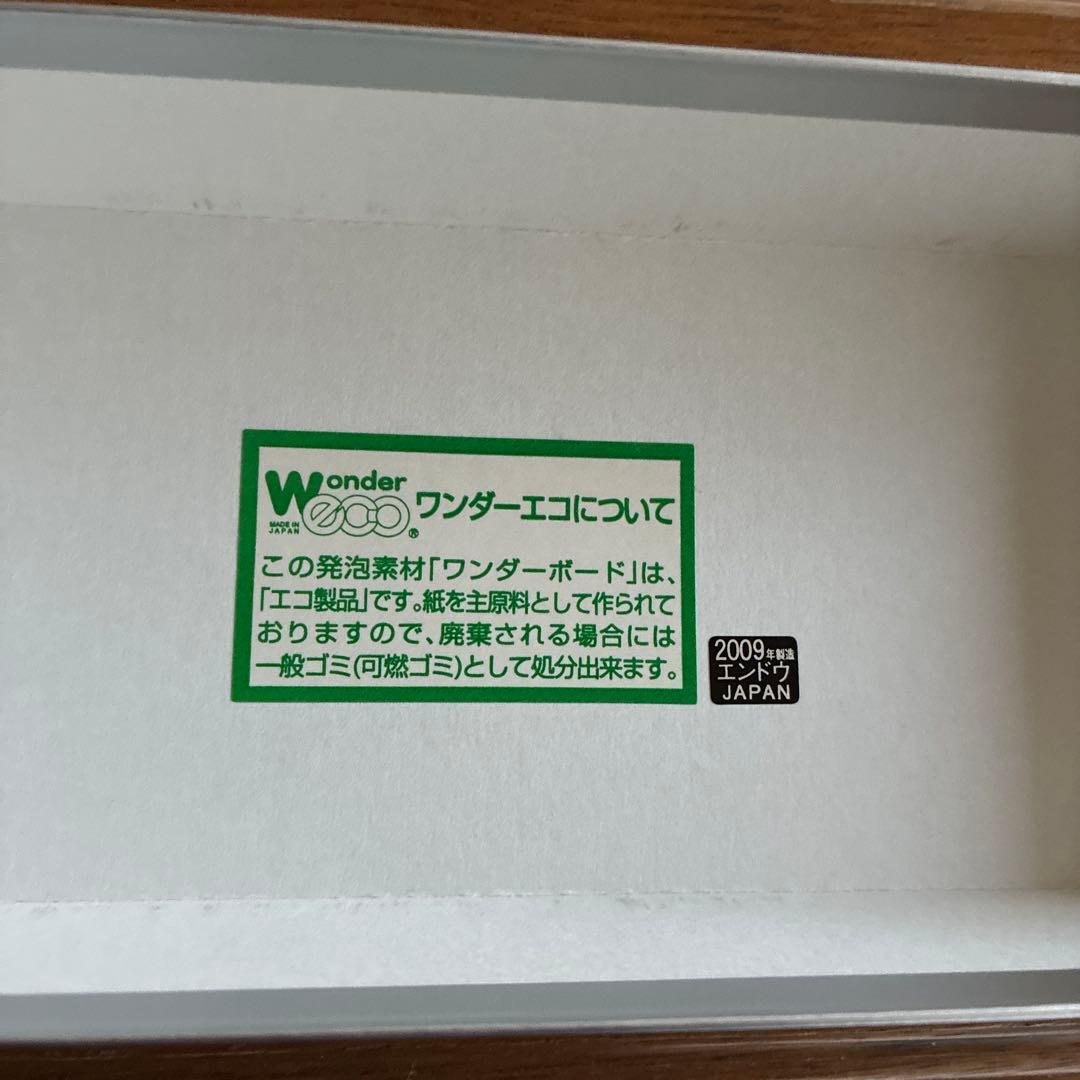 Wonder eco® ワンダーエコについて
MADE IN
JAPAN
この発泡素材「ワンダーボード」は、
「エコ製品」です。紙を主原料として作られて
おりますので、廃棄される場合には
一般ゴミ(可燃ゴミ)として処分出来ます。
2009年製造
エンドウ
JAPAN